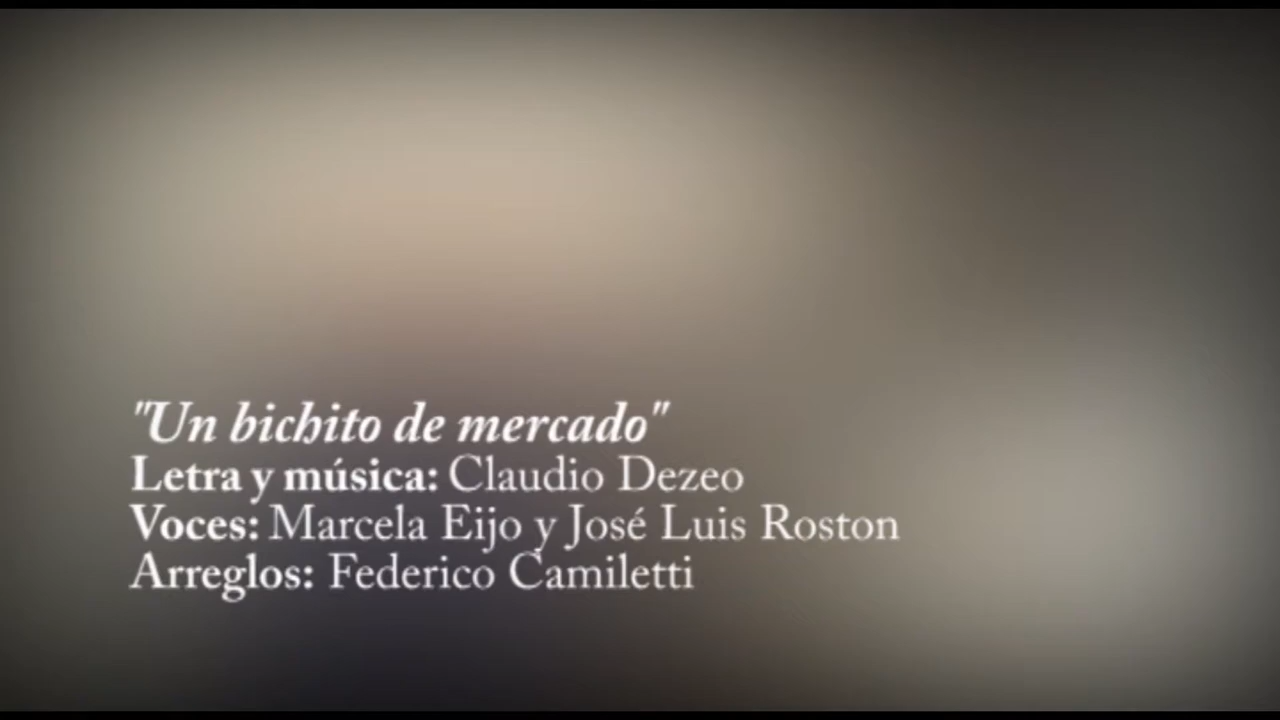 "Un bichito de mercado"
Letra y música: Claudio Dezeo
Voces: Marcela Eijo y José Luis Roston
Arreglos: Federico Camiletti